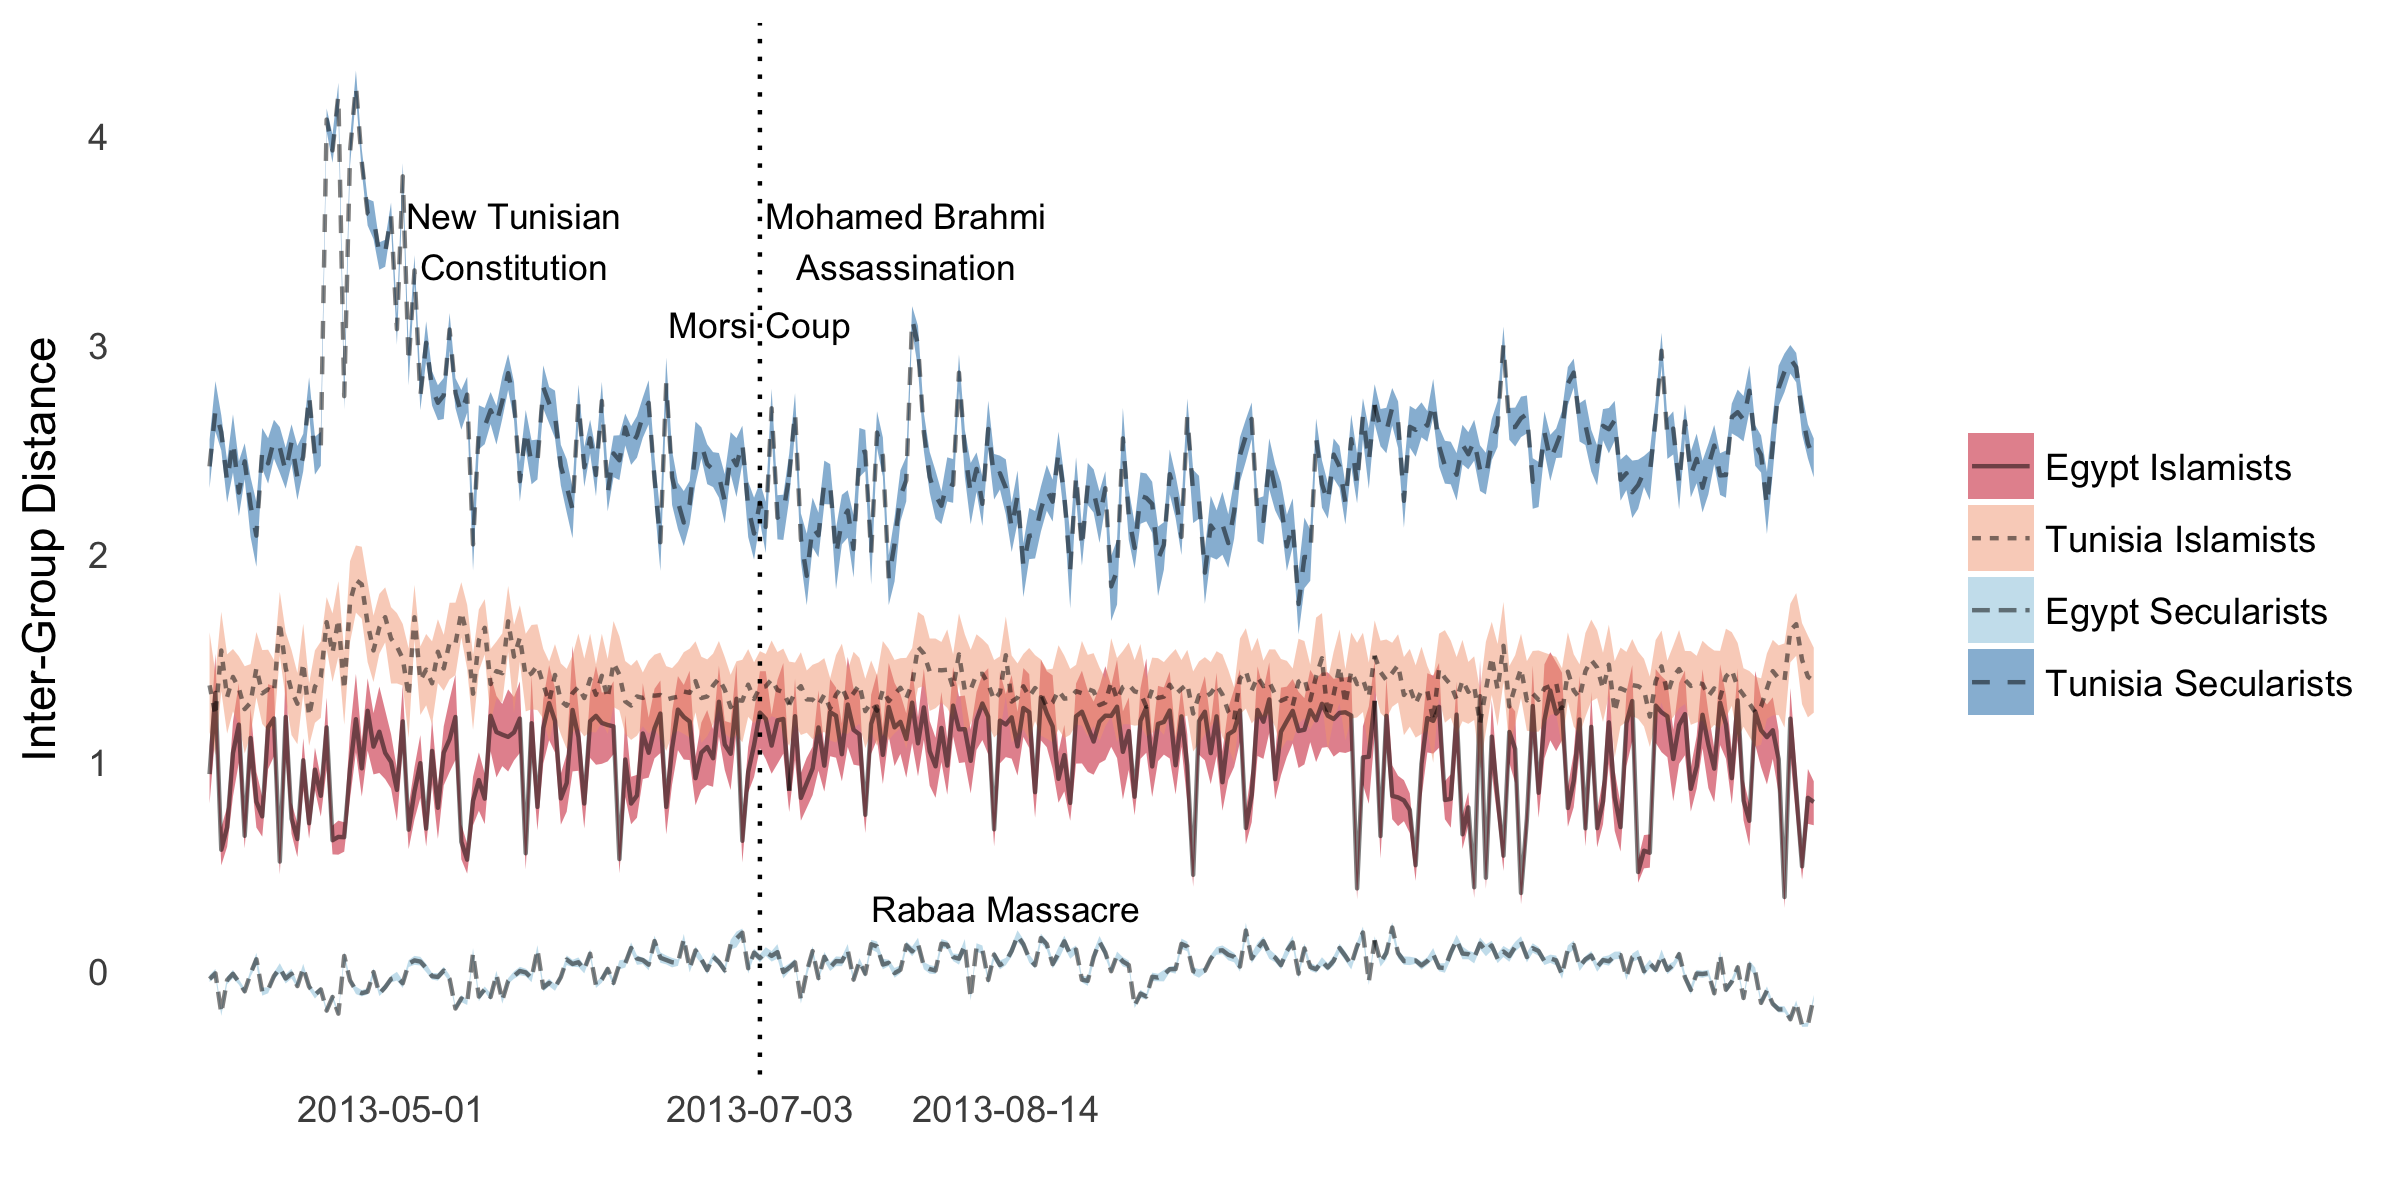 Inter-Group Distance
4
3
2
1
0
New Tunisian
Constitution
Mohamed Brahmi
Assassination
Morsi Coup
Rabaa Massacre
2013-05-01
2013-07-03
2013-08-14
Egypt Islamists
Tunisia Islamists
Egypt Secularists
Tunisia Secularists